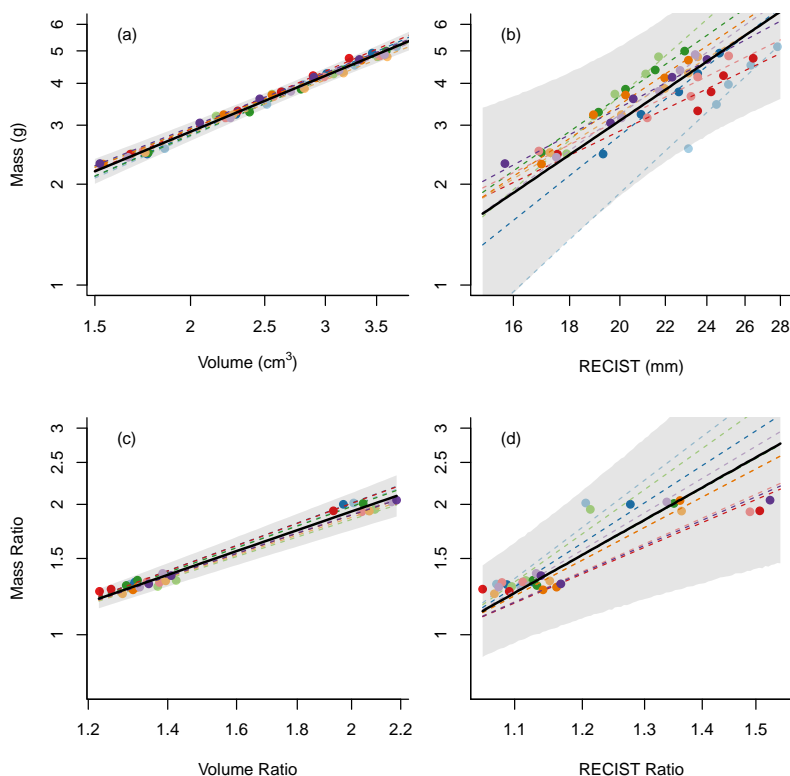 (a)
Mass (g)
1 2 3 4 5 6
1.5 2 2.5 3 3.5
Volume (cm³)
(b)
1 2 3 4 5 6
16 18 20 22 24 26 28
RECIST (mm)
(c)
Mass Ratio
1 1.5 2 2.5 3
1.2 1.4 1.6 1.8 2 2.2
Volume Ratio
(d)
1 1.5 2 2.5 3
1.1 1.2 1.3 1.4 1.5
RECIST Ratio